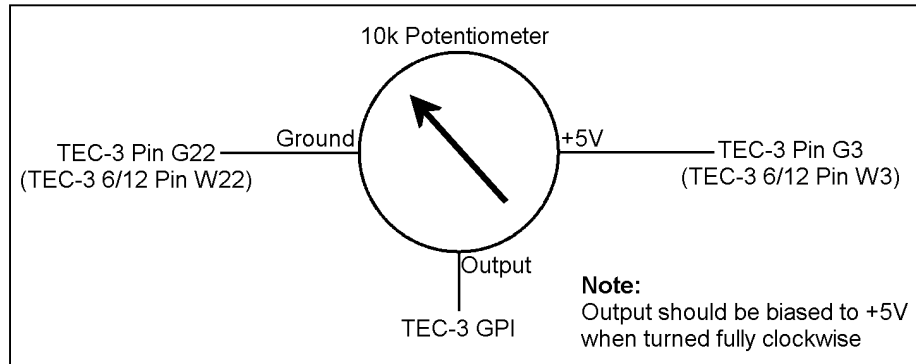 10k Potentiometer
Ground
+5V
TEC-3 Pin G22
(TEC-3 6/12 Pin W22)
TEC-3 Pin G3
(TEC-3 6/12 Pin W3)
Output
TEC-3 GPI
Note:
Output should be biased to +5V
when turned fully clockwise